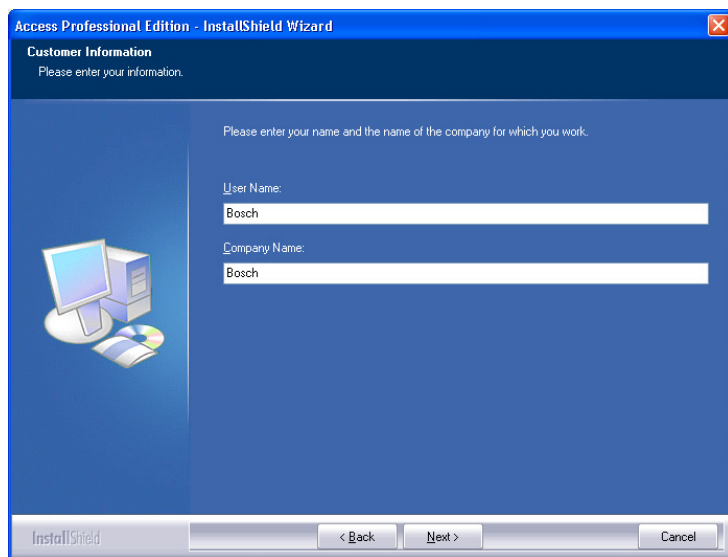 Access Professional Edition - InstallShield Wizard
Customer Information
Please enter your information.
Please enter your name and the name of the company for which you work.
User Name:
Bosch
Company Name:
Bosch
InstallShield
< Back
Next >
Cancel